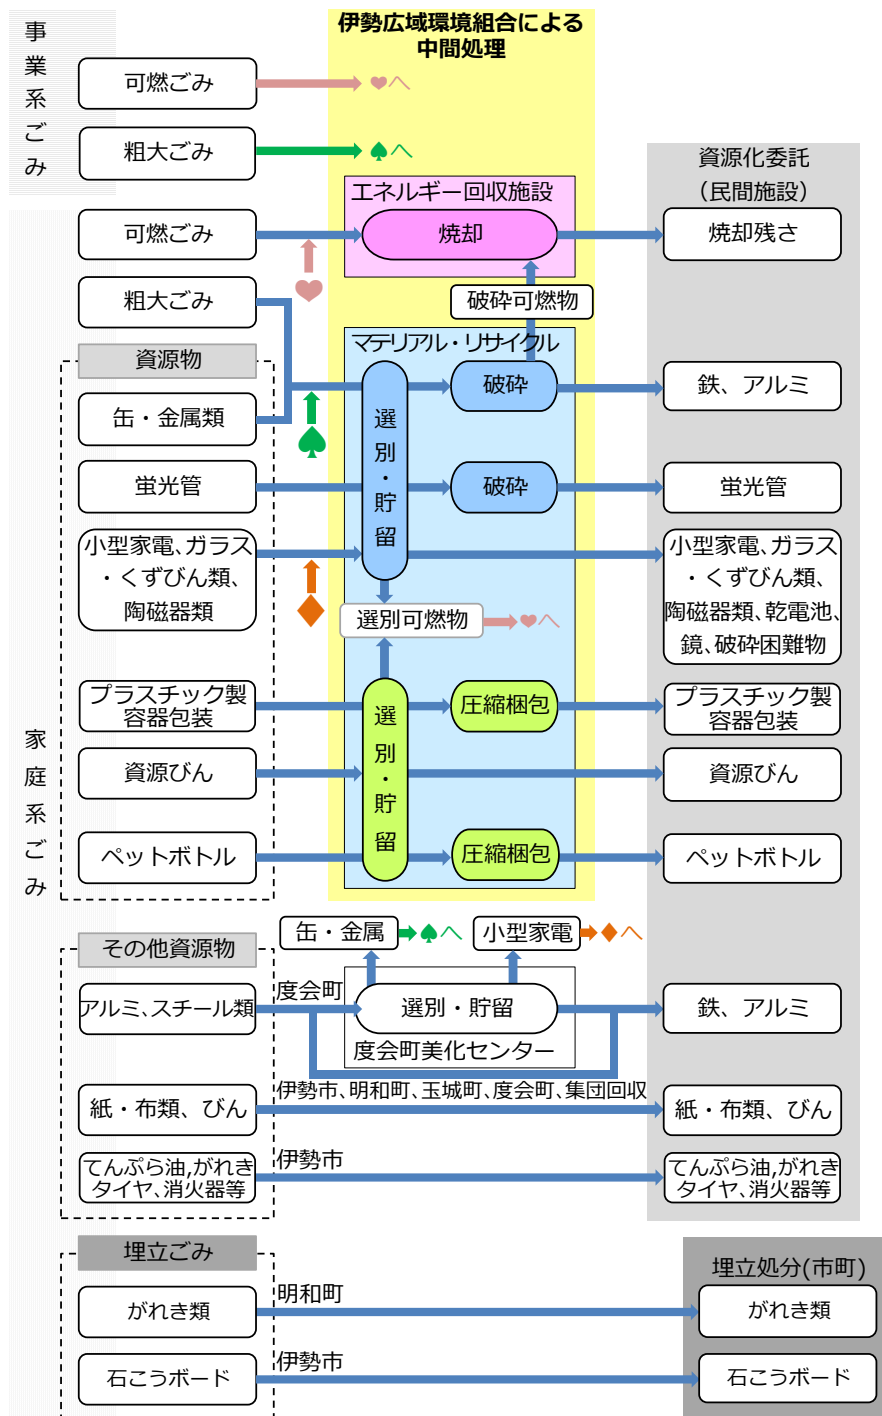 事業系ごみ
伊勢広域環境組合による
中間処理
可燃ごみ
♥へ
粗大ごみ
♠へ
資源化委託
（民間施設）
エネルギー回収施設
可燃ごみ
焼却
焼却残さ
粗大ごみ
破砕可燃物
マテリアル・リサイクル
資源物
缶・金属類
選別・貯留
破砕
鉄、アルミ
蛍光管
破砕
蛍光管
小型家電、ガラス
・くずびん類、
陶磁器類
小型家電、ガラス
・くずびん類、
陶磁器類、乾電池、
鏡、破砕困難物
選別可燃物
♥へ
家庭系ごみ
プラスチック製
容器包装
選別・貯留
圧縮梱包
プラスチック製
容器包装
資源びん
資源びん
ペットボトル
圧縮梱包
ペットボトル
その他資源物
缶・金属
♠へ
小型家電
♦へ
アルミ、スチール類
度会町
選別・貯留
鉄、アルミ
度会町美化センター
紙・布類、びん
伊勢市、明和町、玉城町、度会町、集団回収
紙・布類、びん
てんぷら油,がれき
タイヤ、消火器等
伊勢市
てんぷら油,がれき
タイヤ、消火器等
埋立ごみ
埋立処分(市町)
がれき類
明和町
がれき類
石こうボード
伊勢市
石こうボード